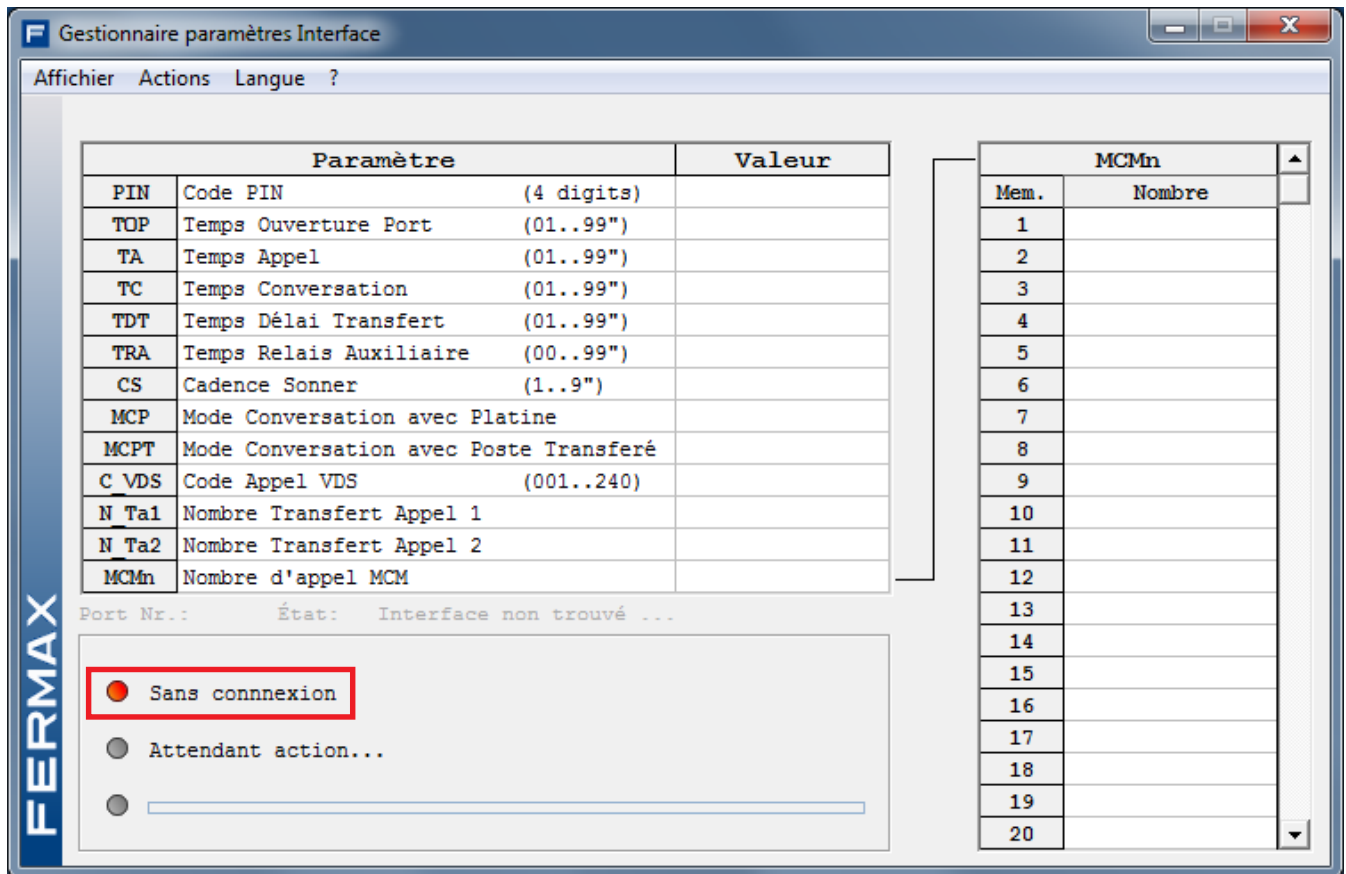 Gestionnaire paramètres Interface
Affichier Actions Langue ?
Paramètre Valeur
PIN Code PIN (4 digits)
TOP Temps Ouverture Port (01..99")
TA Temps Appel (01..99")
TC Temps Conversation (01..99")
TDT Temps Délai Transfert (01..99")
TRA Temps Relais Auxiliaire (00..99")
CS Cadence Sonner (1..9")
MCP Mode Conversation avec Platine
MCPT Mode Conversation avec Poste Transferé
C_VDS Code Appel VDS (001..240)
N_Ta1 Nombre Transfert Appel 1
N_Ta2 Nombre Transfert Appel 2
MCMn Nombre d'appel MCM
Port Nr.: État: Interface non trouvé ...
Sans connnexion
Attendant action...
MCMn
Mem. Nombre
1
2
3
4
5
6
7
8
9
10
11
12
13
14
15
16
17
18
19
20
FERMAX